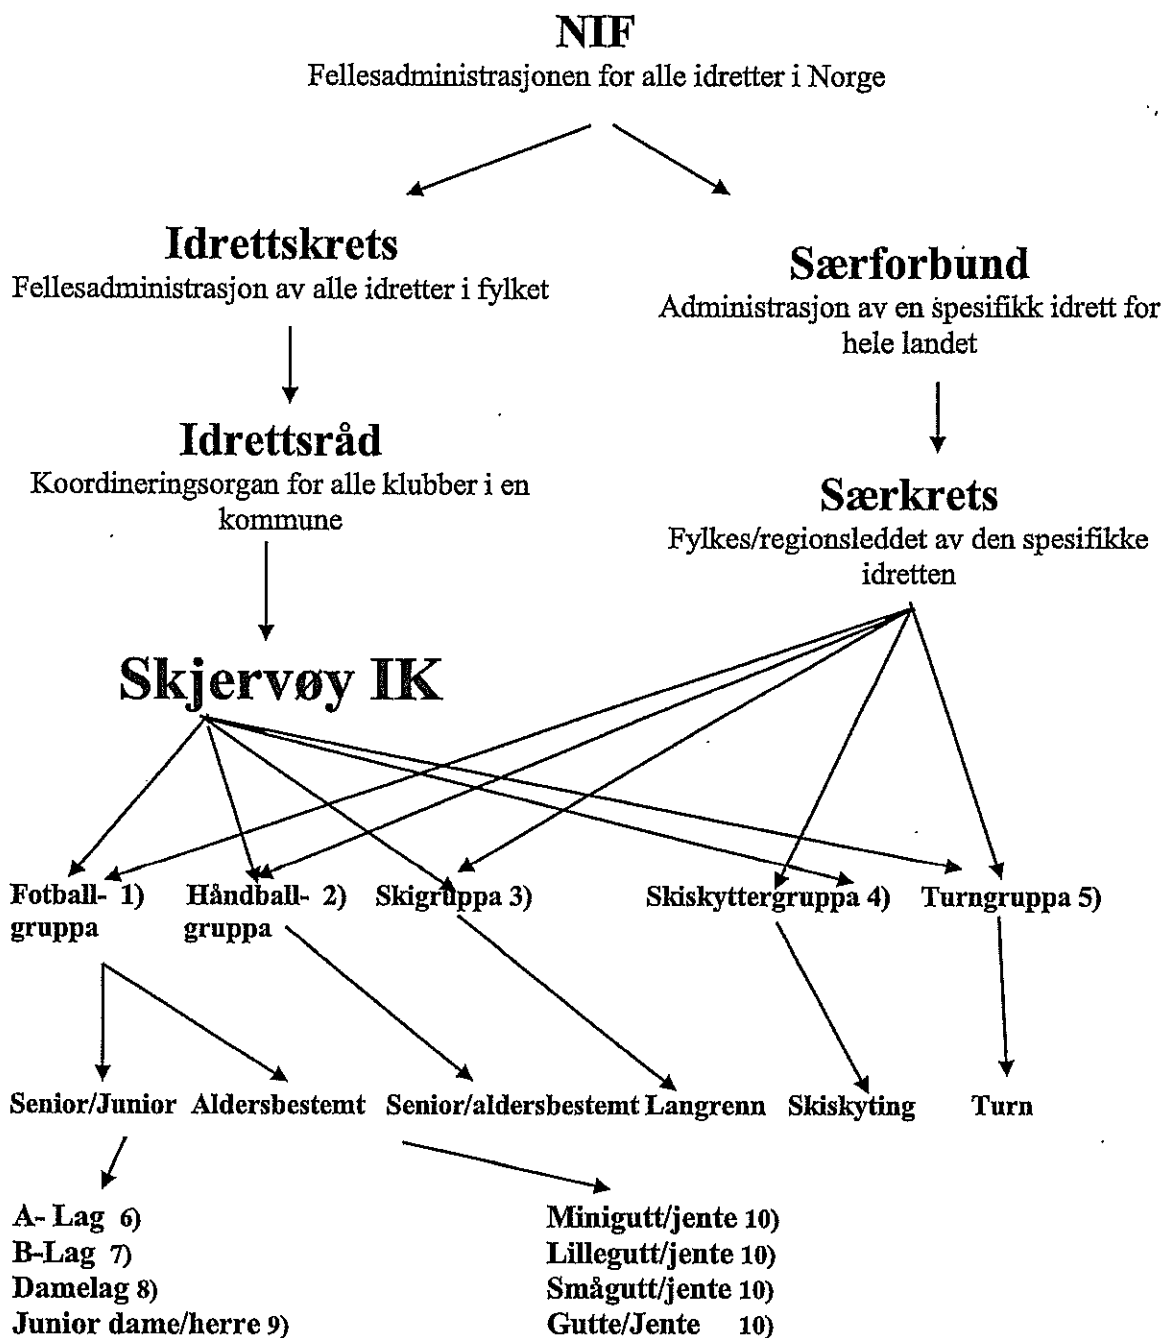 NIF
Fellesadministrasjonen for alle idretter i Norge
Idrettskrets
Fellesadministrasjon av alle idretter i fylket
Særforbund
Administrasjon av en spesifikk idrett for
hele landet
Idrettsråd
Koordineringsorgan for alle klubber i en
kommune
Særkrets
Fylkes/regionsleddet av den spesifikke
idretten
Skjervøy IK
Fotball- 1)
gruppa
Håndball- 2)
gruppa
Skigruppa 3)
Skiskyttergruppa 4)
Turngruppa 5)
Senior/Junior
Aldersbestemt
Senior/aldersbestemt
Langrenn
Skiskyting
Turn
A- Lag 6)
B-Lag 7)
Damelag 8)
Junior dame/herre 9)
Minigutt/jente 10)
Lillegutt/jente 10)
Smågutt/jente 10)
Gutte/Jente 10)